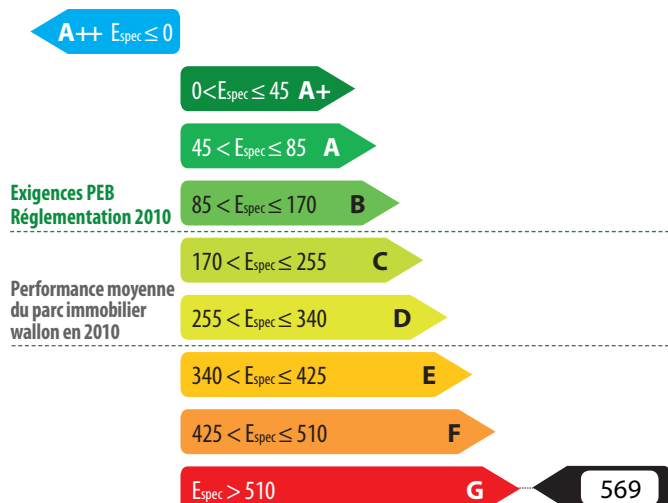 A++ Espec ≤ 0
0<Espec ≤ 45 A+
45 < Espec ≤ 85 A
Exigences PEB
Réglementation 2010
85 < Espec ≤ 170 B
170 < Espec ≤ 255 C
Performance moyenne
du parc immobilier
wallon en 2010
255 < Espec ≤ 340 D
340 < Espec ≤ 425 E
425 < Espec ≤ 510 F
Espec > 510 G 569